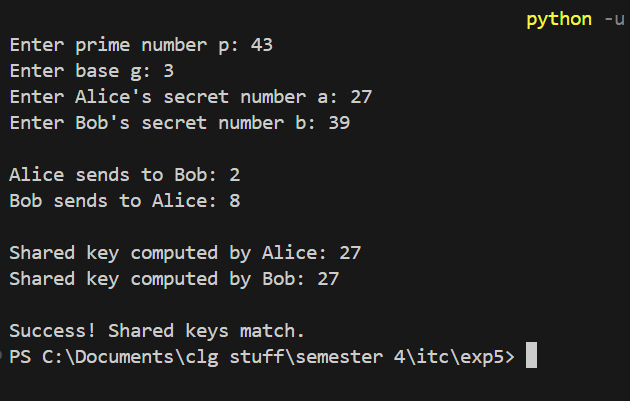 python -u
Enter prime number p: 43
Enter base g: 3
Enter Alice's secret number a: 27
Enter Bob's secret number b: 39
Alice sends to Bob: 2
Bob sends to Alice: 8
Shared key computed by Alice: 27
Shared key computed by Bob: 27
Success! Shared keys match.
PS C:\Documents\clg stuff\semester 4\itc\exp5>